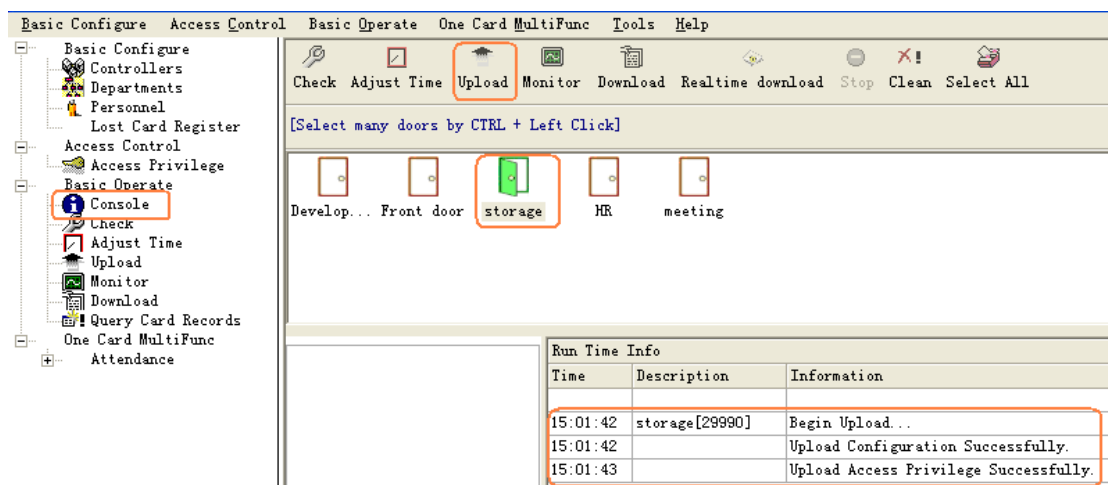 Basic Configure Access Control Basic Operate One Card MultiFunc Tools Help
Basic Configure
Controllers
Departments
Personnel
Lost Card Register
Access Control
Access Privilege
Basic Operate
Console
Check
Adjust Time
Upload
Monitor
Download
Query Card Records
One Card MultiFunc
Attendance
Check Adjust Time Upload Monitor Download Realtime download Stop Clean Select All
[Select many doors by CTRL + Left Click]
Develop... Front door storage HR meeting
Run Time Info
Time Description Information
15:01:42 storage[29990] Begin Upload...
15:01:42 Upload Configuration Successfully.
15:01:43 Upload Access Privilege Successfully.